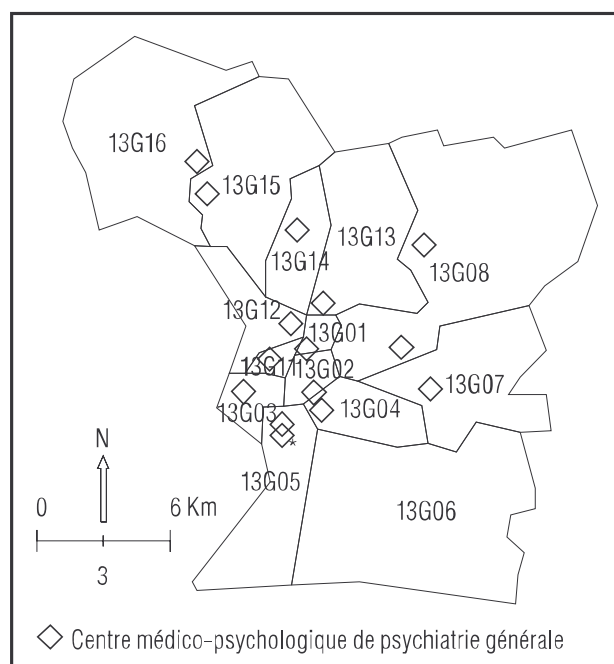 13G16
13G15
13G13
13G14
13G08
13G12
13G01
13G11
13G02
13G07
13G03
13G04
*
13G05
N
13G06
0 6 Km
3
Centre médico-psychologique de psychiatrie générale